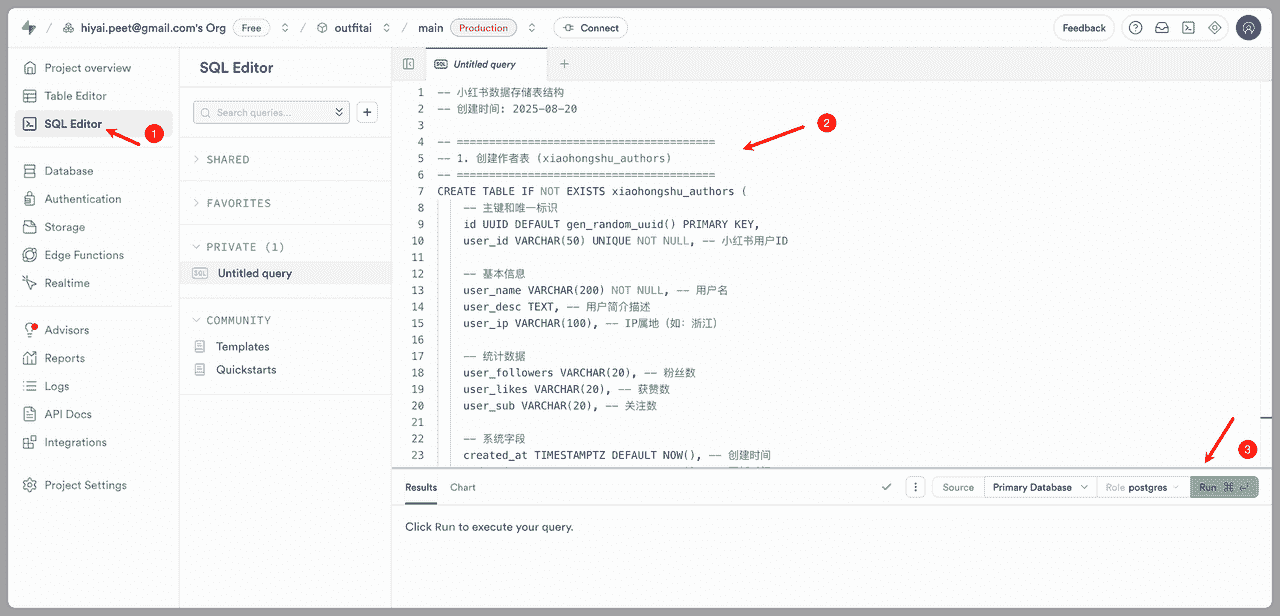 / hiyai.peet@gmail.com's Org Free / outfitai / main Production Connect
Feedback
Project overview
Table Editor
SQL Editor
1
Database
Authentication
Storage
Edge Functions
Realtime
Advisors
Reports
Logs
API Docs
Integrations
Project Settings
SQL Editor
Search queries...
SHARED
FAVORITES
PRIVATE (1)
SQL Untitled query
COMMUNITY
Templates
Quickstarts
SQL Untitled query
1 -- 小红书数据存储表结构
2 -- 创建时间: 2025-08-20
3
4 -- ========================================
5 -- 1. 创建作者表 (xiaohongshu_authors)
6 -- ========================================
7 CREATE TABLE IF NOT EXISTS xiaohongshu_authors (
8 -- 主键和唯一标识
9 id UUID DEFAULT gen_random_uuid() PRIMARY KEY,
10 user_id VARCHAR(50) UNIQUE NOT NULL, -- 小红书用户ID
11
12 -- 基本信息
13 user_name VARCHAR(200) NOT NULL, -- 用户名
14 user_desc TEXT, -- 用户简介描述
15 user_ip VARCHAR(100), -- IP属地（如：浙江）
16
17 -- 统计数据
18 user_followers VARCHAR(20), -- 粉丝数
19 user_likes VARCHAR(20), -- 获赞数
20 user_sub VARCHAR(20), -- 关注数
21
22 -- 系统字段
23 created_at TIMESTAMPTZ DEFAULT NOW(), -- 创建时间
2
3
Results Chart
Source Primary Database Role postgres Run ⌘ ↵
Click Run to execute your query.